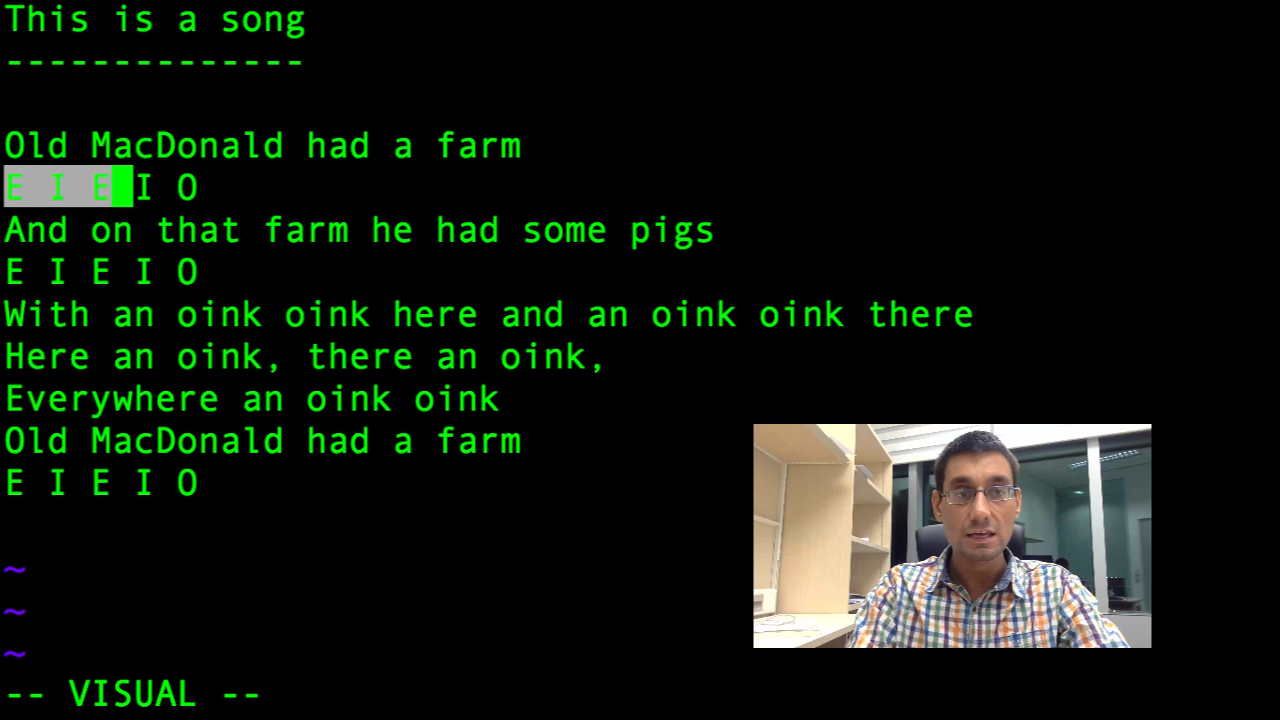 This is a song
--------------
Old MacDonald had a farm
E I E I O
And on that farm he had some pigs
E I E I O
With an oink oink here and an oink oink there
Here an oink, there an oink,
Everywhere an oink oink
Old MacDonald had a farm
E I E I O
~
~
~
-- VISUAL --